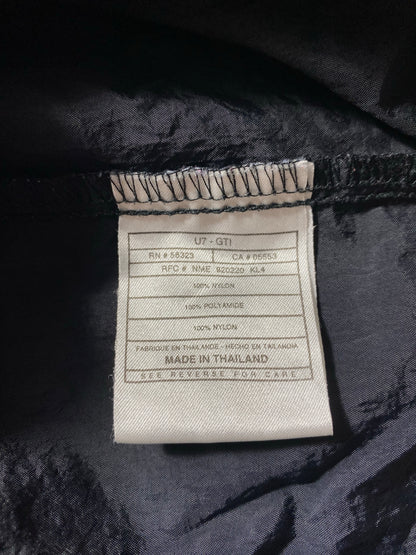 U7 - GTI
RN # 56323 CA # 05553
RFC # NME 920220 KL4
100% NYLON
100% POLYAMIDE
100% NYLON
FABRIQUE EN THAILANDE - HECHO EN TAILANDIA
MADE IN THAILAND
SEE REVERSE FOR CARE